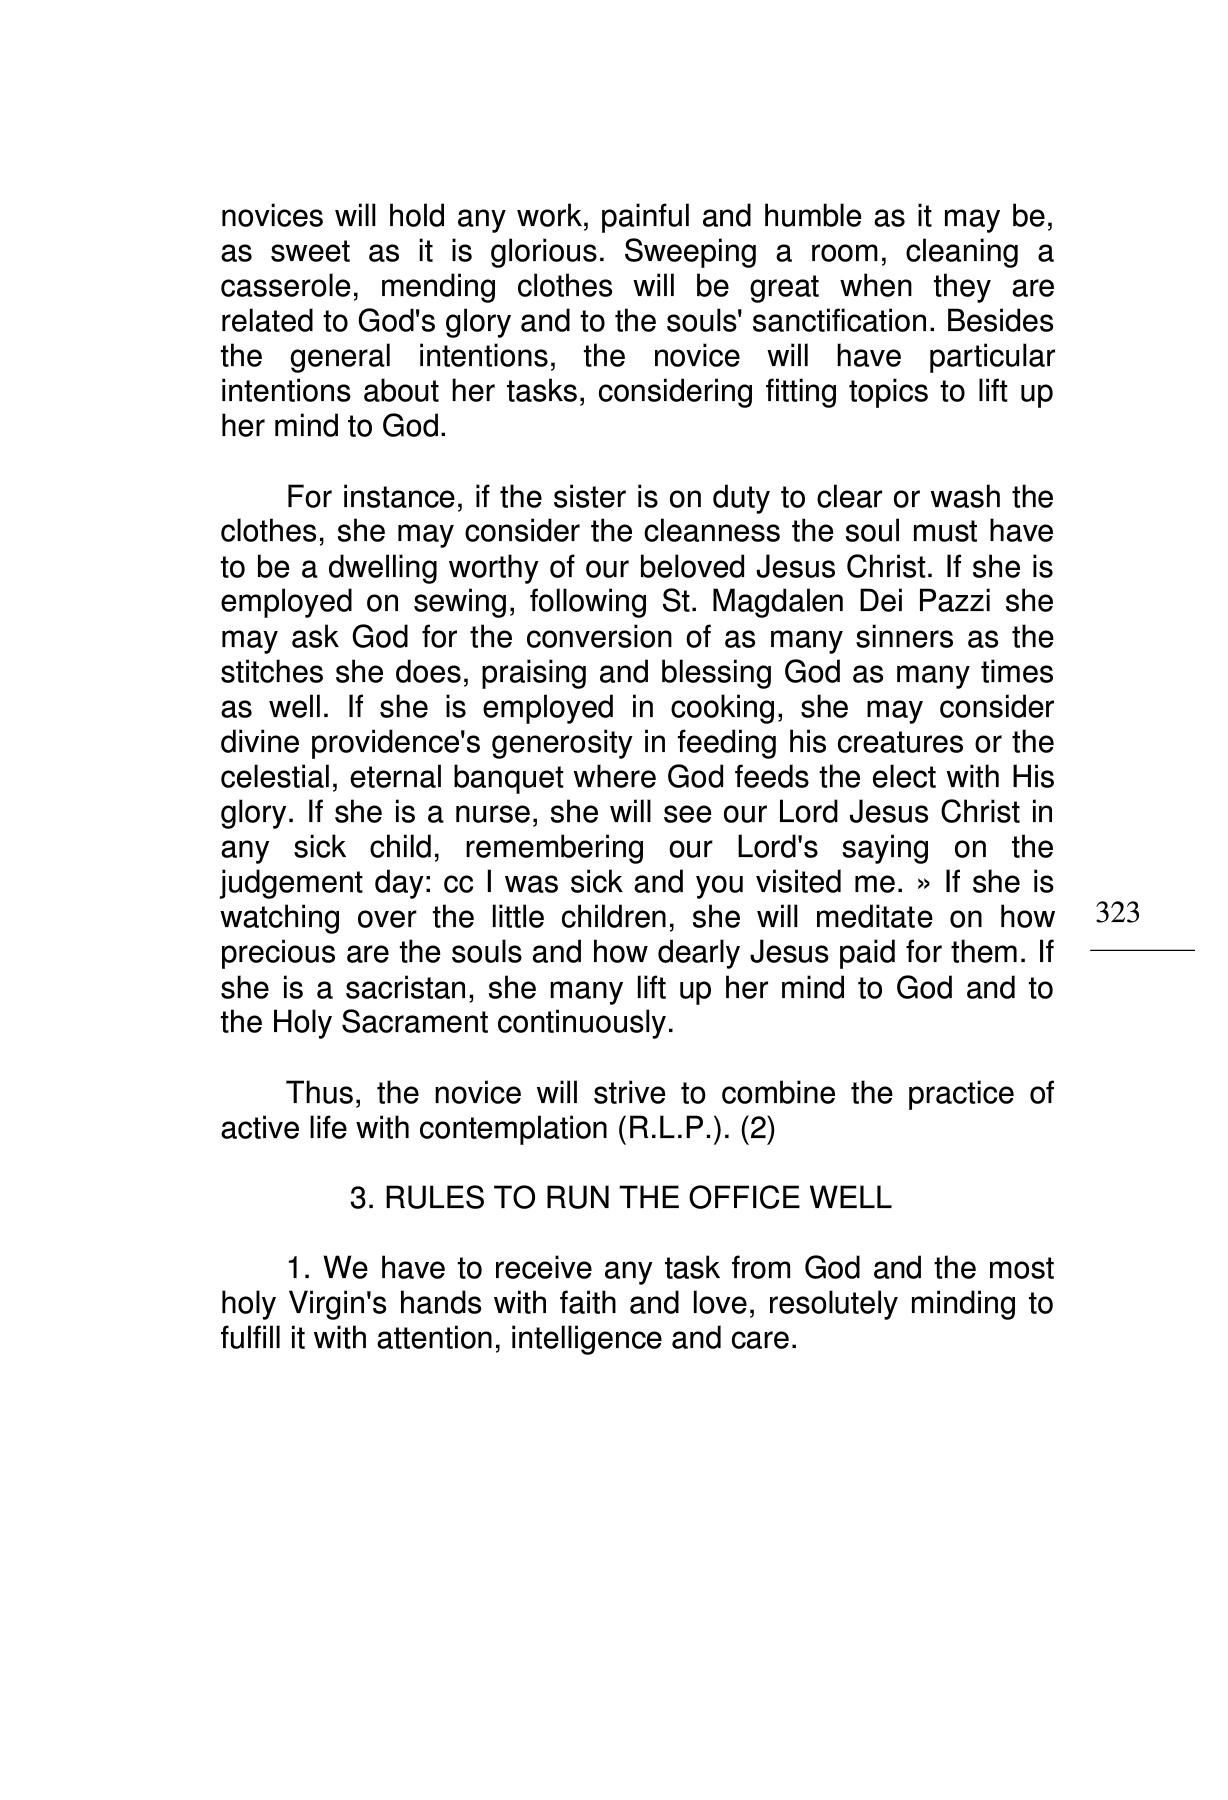 novices will hold any work, painful and humble as it may be,
as sweet as it is glorious. Sweeping a room, cleaning a
casserole, mending clothes will be great when they are
related to God's glory and to the souls' sanctification. Besides
the general intentions, the novice will have particular
intentions about her tasks, considering fitting topics to lift up
her mind to God.
For instance, if the sister is on duty to clear or wash the
clothes, she may consider the cleanness the soul must have
to be a dwelling worthy of our beloved Jesus Christ. If she is
employed on sewing, following St. Magdalen Dei Pazzi she
may ask God for the conversion of as many sinners as the
stitches she does, praising and blessing God as many times
as well. If she is employed in cooking, she may consider
divine providence's generosity in feeding his creatures or the
celestial, eternal banquet where God feeds the elect with His
glory. If she is a nurse, she will see our Lord Jesus Christ in
any sick child, remembering our Lord's saying on the
judgement day: cc I was sick and you visited me. » If she is
watching over the little children, she will meditate on how
precious are the souls and how dearly Jesus paid for them. If
she is a sacristan, she many lift up her mind to God and to
the Holy Sacrament continuously.
323
Thus, the novice will strive to combine the practice of
active life with contemplation (R.L.P.). (2)
3. RULES TO RUN THE OFFICE WELL
1. We have to receive any task from God and the most
holy Virgin's hands with faith and love, resolutely minding to
fulfill it with attention, intelligence and care.